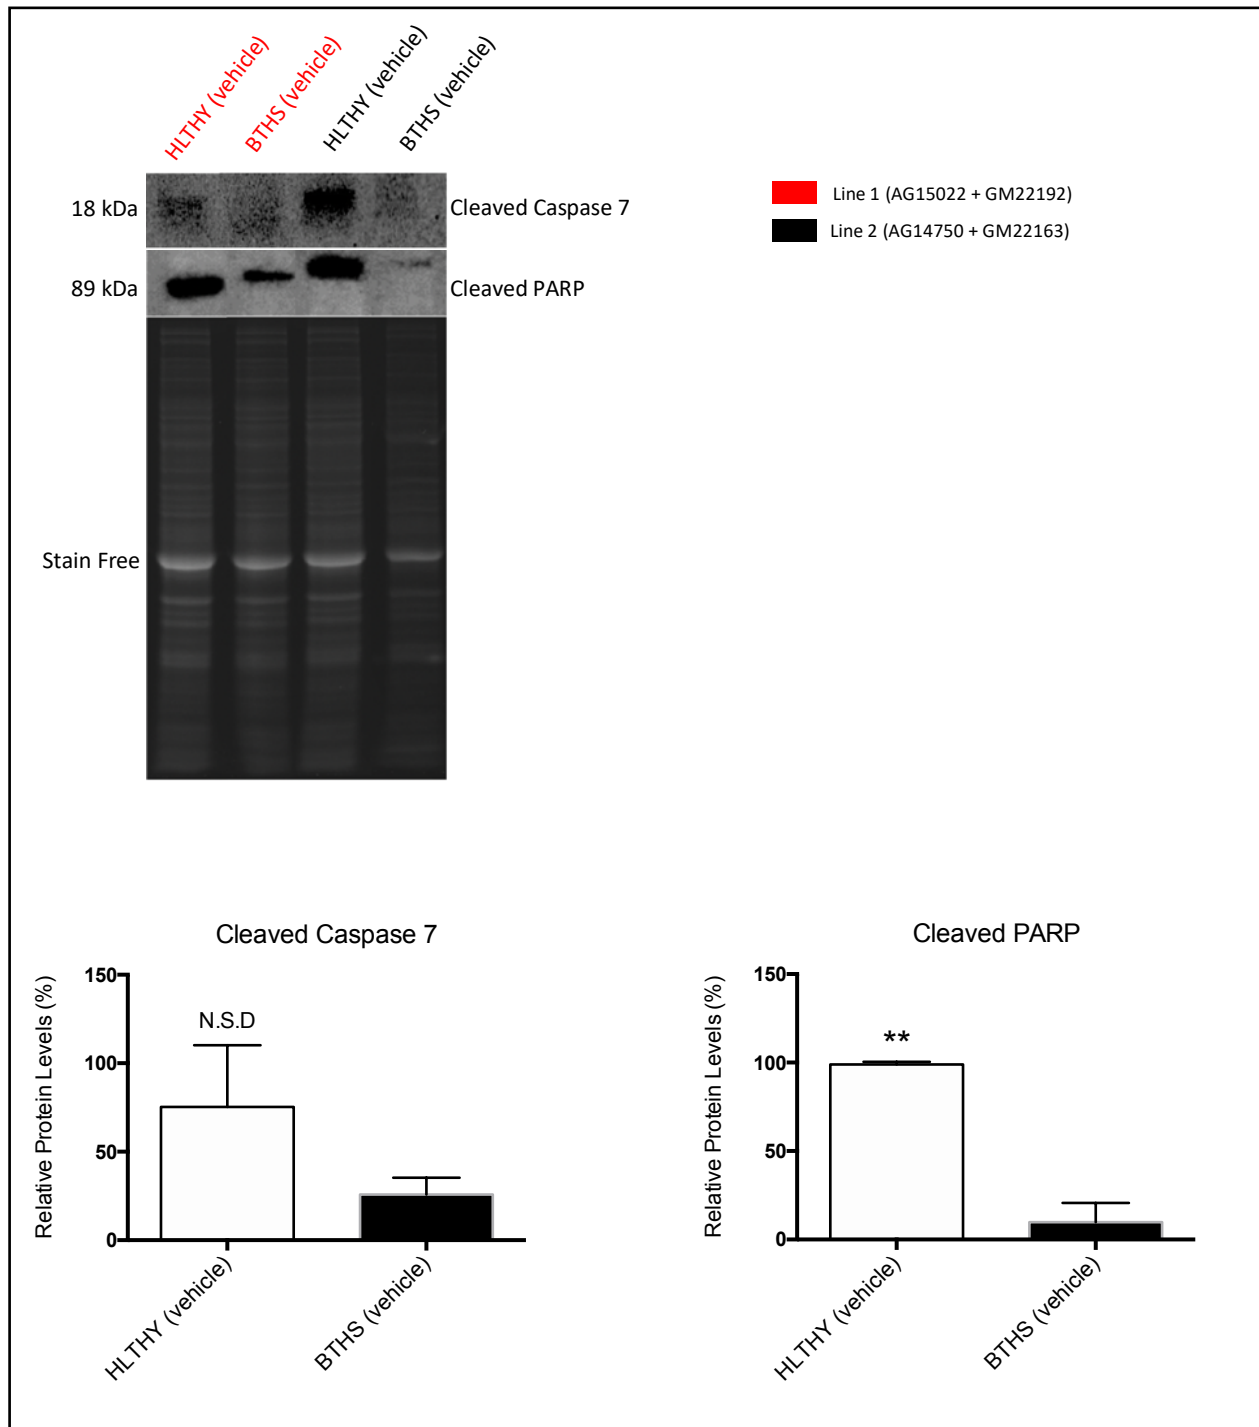 HLTHY (vehicle)
BTHS (vehicle)
HLTHY (vehicle)
BTHS (vehicle)
18 kDa
Cleaved Caspase 7
89 kDa
Cleaved PARP
Stain Free
Line 1 (AG15022 + GM22192)
Line 2 (AG14750 + GM22163)
Cleaved Caspase 7
Relative Protein Levels (%)
150
100
50
0
N.S.D
HLTHY (vehicle)
BTHS (vehicle)
Cleaved PARP
Relative Protein Levels (%)
150
100
50
0
**
HLTHY (vehicle)
BTHS (vehicle)